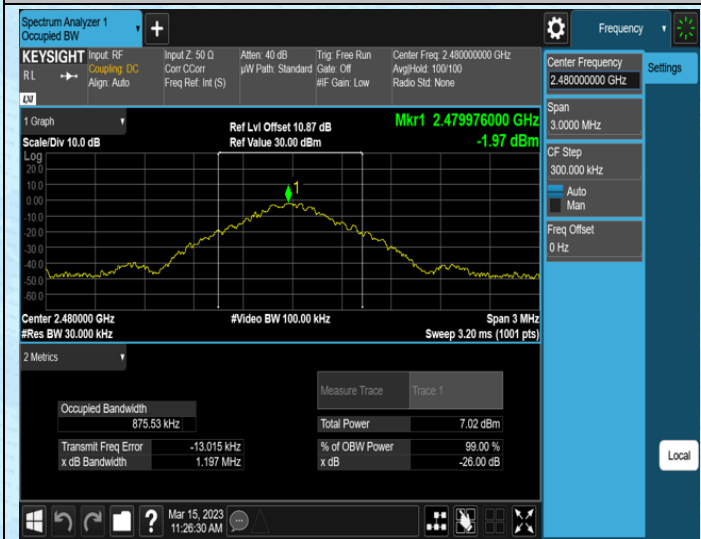 Spectrum Analyzer 1
Occupied BW
Frequency
KEYSIGHT
RL
LXI
Input: RF
Coupling: DC
Align: Auto
Input Z: 50 Ω
Corr CCorr
Freq Ref: Int (S)
Atten: 40 dB
µW Path: Standard
Trig: Free Run
Gate: Off
#IF Gain: Low
Center Freq: 2.480000000 GHz
Avg|Hold: 100/100
Radio Std: None
1 Graph
Scale/Div 10.0 dB
Ref Lvl Offset 10.87 dB
Ref Value 30.00 dBm
Mkr1 2.479976000 GHz
-1.97 dBm
Log
20.0
10.0
0.00
-10.0
-20.0
-30.0
-40.0
-50.0
-60.0
1
Center 2.480000 GHz
#Res BW 30.000 kHz
#Video BW 100.00 kHz
Span 3 MHz
Sweep 3.20 ms (1001 pts)
2 Metrics
Measure Trace
Trace 1
Occupied Bandwidth
875.53 kHz
Total Power
7.02 dBm
Transmit Freq Error
-13.015 kHz
% of OBW Power
99.00 %
x dB Bandwidth
1.197 MHz
x dB
-26.00 dB
Mar 15, 2023
11:26:30 AM
Center Frequency
2.480000000 GHz
Settings
Span
3.0000 MHz
CF Step
300.000 kHz
Auto
Man
Freq Offset
0 Hz
Local